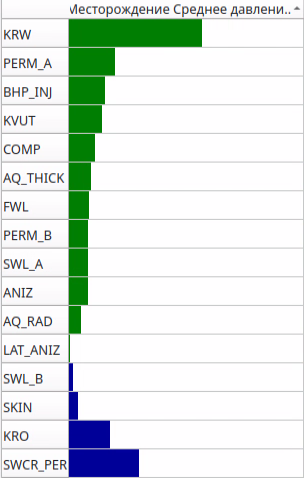 Месторождение Среднее давлени..
KRW
PERM_A
BHP_INJ
KVUT
COMP
AQ_THICK
FWL
PERM_B
SWL_A
ANIZ
AQ_RAD
LAT_ANIZ
SWL_B
SKIN
KRO
SWCR_PER